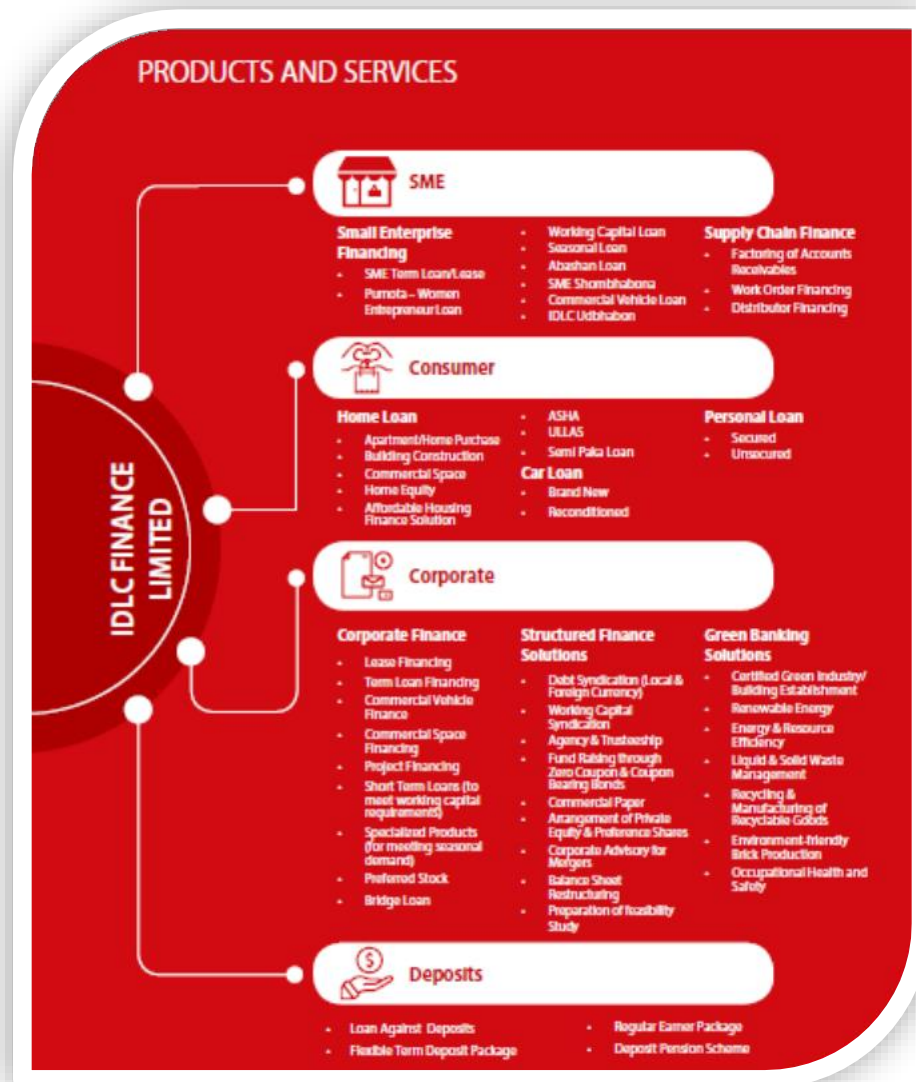 PRODUCTS AND SERVICES
IDLC FINANCE
LIMITED
SME
Small Enterprise
Financing
• SME Term Loan/Lease
• Purnota – Women
Entrepreneur Loan
• Working Capital Loan
• Seasonal Loan
• Abashan Loan
• SME Shombhabona
• Commercial Vehicle Loan
• IDLC Udbhabon
Supply Chain Finance
• Factoring of Accounts
Receivables
• Work Order Financing
• Distributor Financing
Consumer
Home Loan
• Apartment/Home Purchase
• Building Construction
• Commercial Space
• Home Equity
• Affordable Housing
Finance Solution
• ASHA
• ULLAS
• Semi Paka Loan
Car Loan
• Brand New
• Reconditioned
Personal Loan
• Secured
• Unsecured
Corporate
Corporate Finance
• Lease Financing
• Term Loan Financing
• Commercial Vehicle
Finance
• Commercial Space
Financing
• Project Financing
• Short Term Loans (to
meet working capital
requirements)
• Specialized Products
(for meeting seasonal
demand)
• Preferred Stock
• Bridge Loan
Structured Finance
Solutions
• Debt Syndication (Local &
Foreign Currency)
• Working Capital
Syndication
• Agency & Trusteeship
• Fund Raising through
Zero Coupon & Coupon
Bearing Bonds
• Commercial Paper
• Arrangement of Private
Equity & Preference Shares
• Corporate Advisory for
Mergers
• Balance Sheet
Restructuring
• Preparation of feasibility
Study
Green Banking
Solutions
• Certified Green Industry/
Building Establishment
• Renewable Energy
• Energy & Resource
Efficiency
• Liquid & Solid Waste
Management
• Recycling &
Manufacturing of
Recyclable Goods
• Environment-friendly
Brick Production
• Occupational Health and
Safety
Deposits
• Loan Against Deposits
• Flexible Term Deposit Package
• Regular Earner Package
• Deposit Pension Scheme